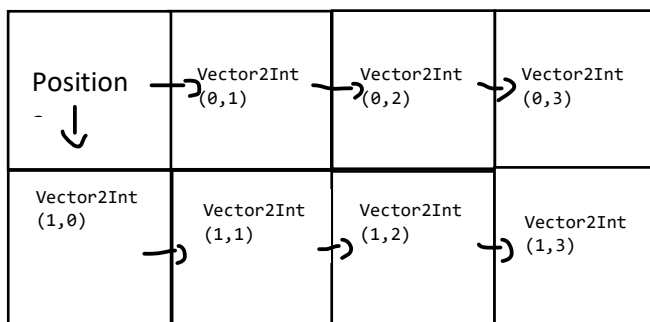 Position
Vector2Int
(0,1)
Vector2Int
(0,2)
Vector2Int
(0,3)
Vector2Int
(1,0)
Vector2Int
(1,1)
Vector2Int
(1,2)
Vector2Int
(1,3)